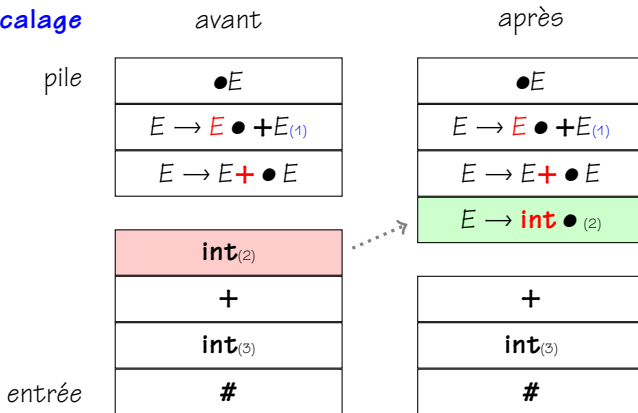 calage avant après
pile ●E ●E
E → E ● +E(1) E → E ● +E(1)
E → E+ ● E E → E+ ● E
E → int ● (2)
int(2)
+ +
int(3) int(3)
entrée # #